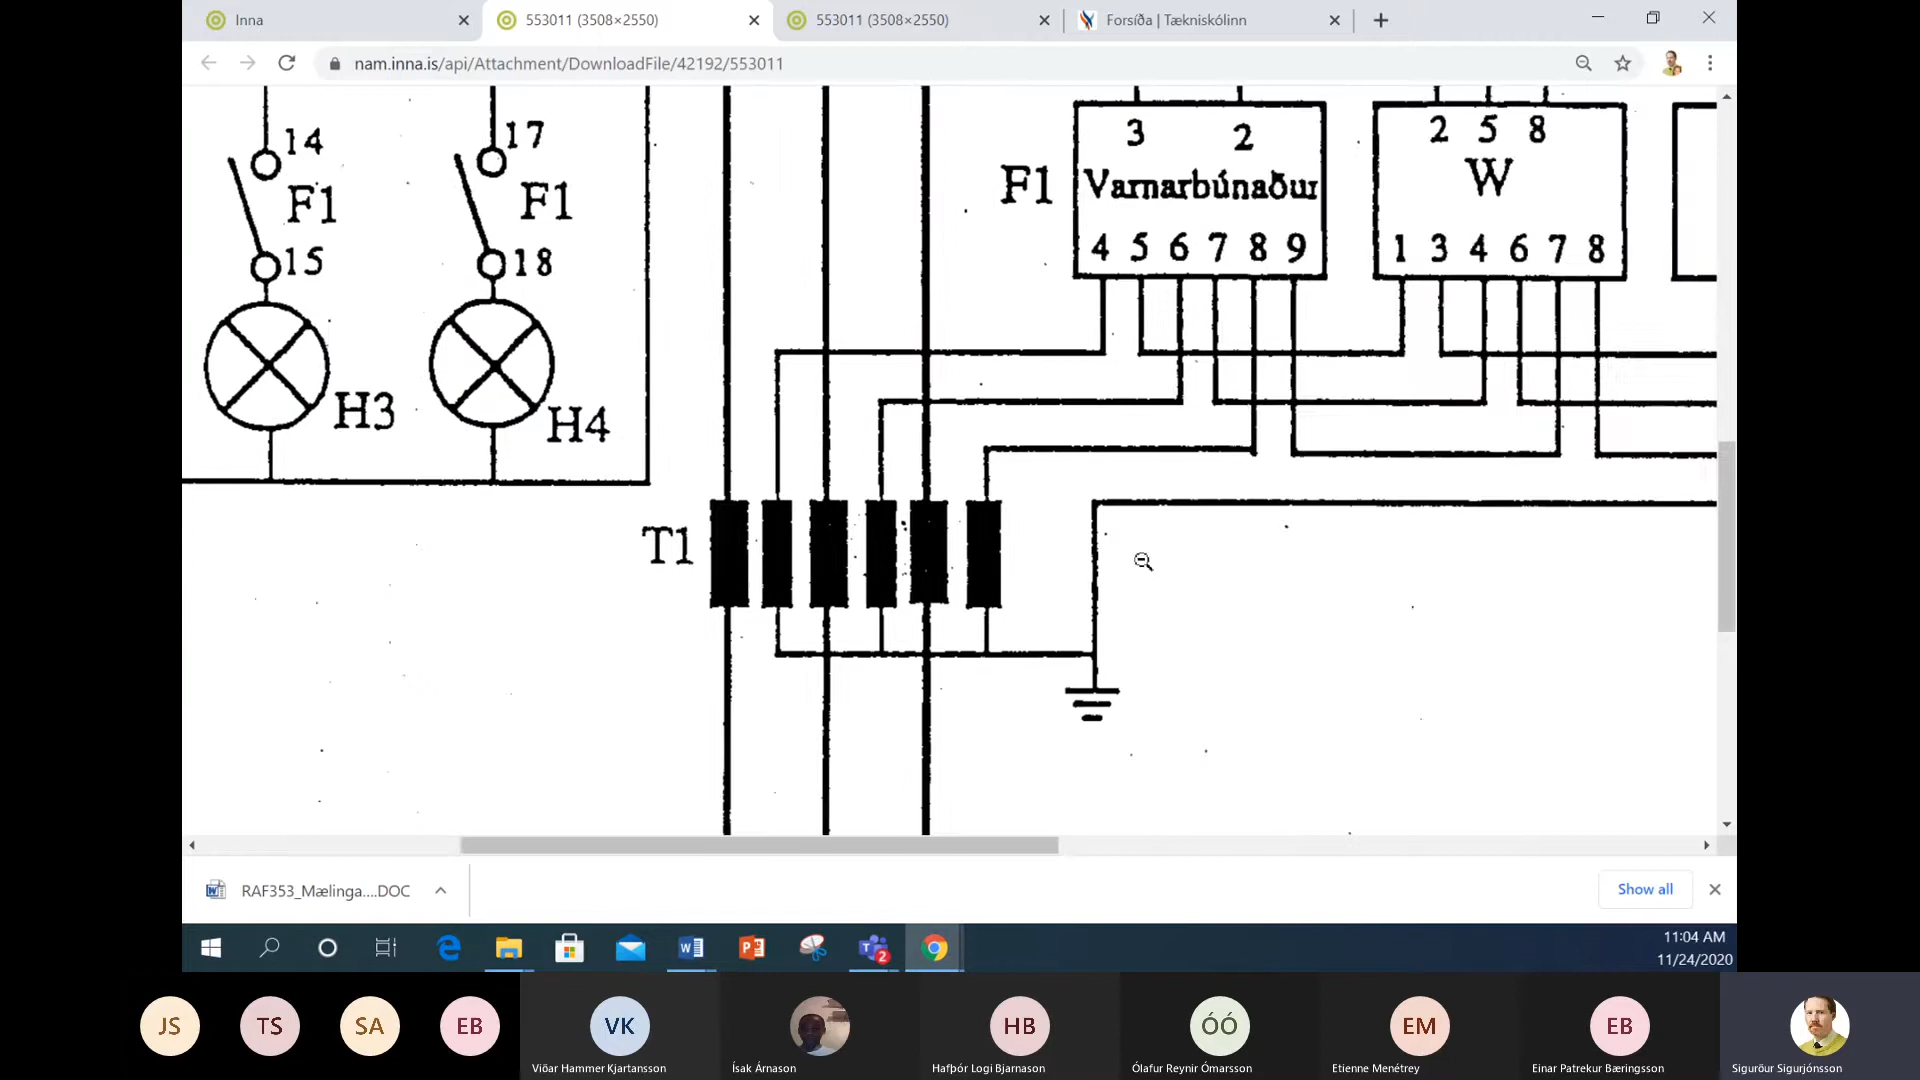 Inna
553011 (3508×2550)
553011 (3508×2550)
Forsíða | Tækniskólinn
nam.inna.is/api/Attachment/DownloadFile/42192/553011
14
F1
15
H3
17
F1
18
H4
T1
F1
3 2
Varnarbúnaður
4 5 6 7 8 9
2 5 8
W
1 3 4 6 7 8
RAF353_Mælinga....DOC
Show all
2
11:04 AM
11/24/2020
JS
TS
SA
EB
VK
Viðar Hammer Kjartansson
Ísak Árnason
HB
Hafþór Logi Bjarnason
ÓÓ
Ólafur Reynir Ómarsson
EM
Etienne Menétrey
EB
Einar Patrekur Bæringsson
Sigurður Sigurjónsson